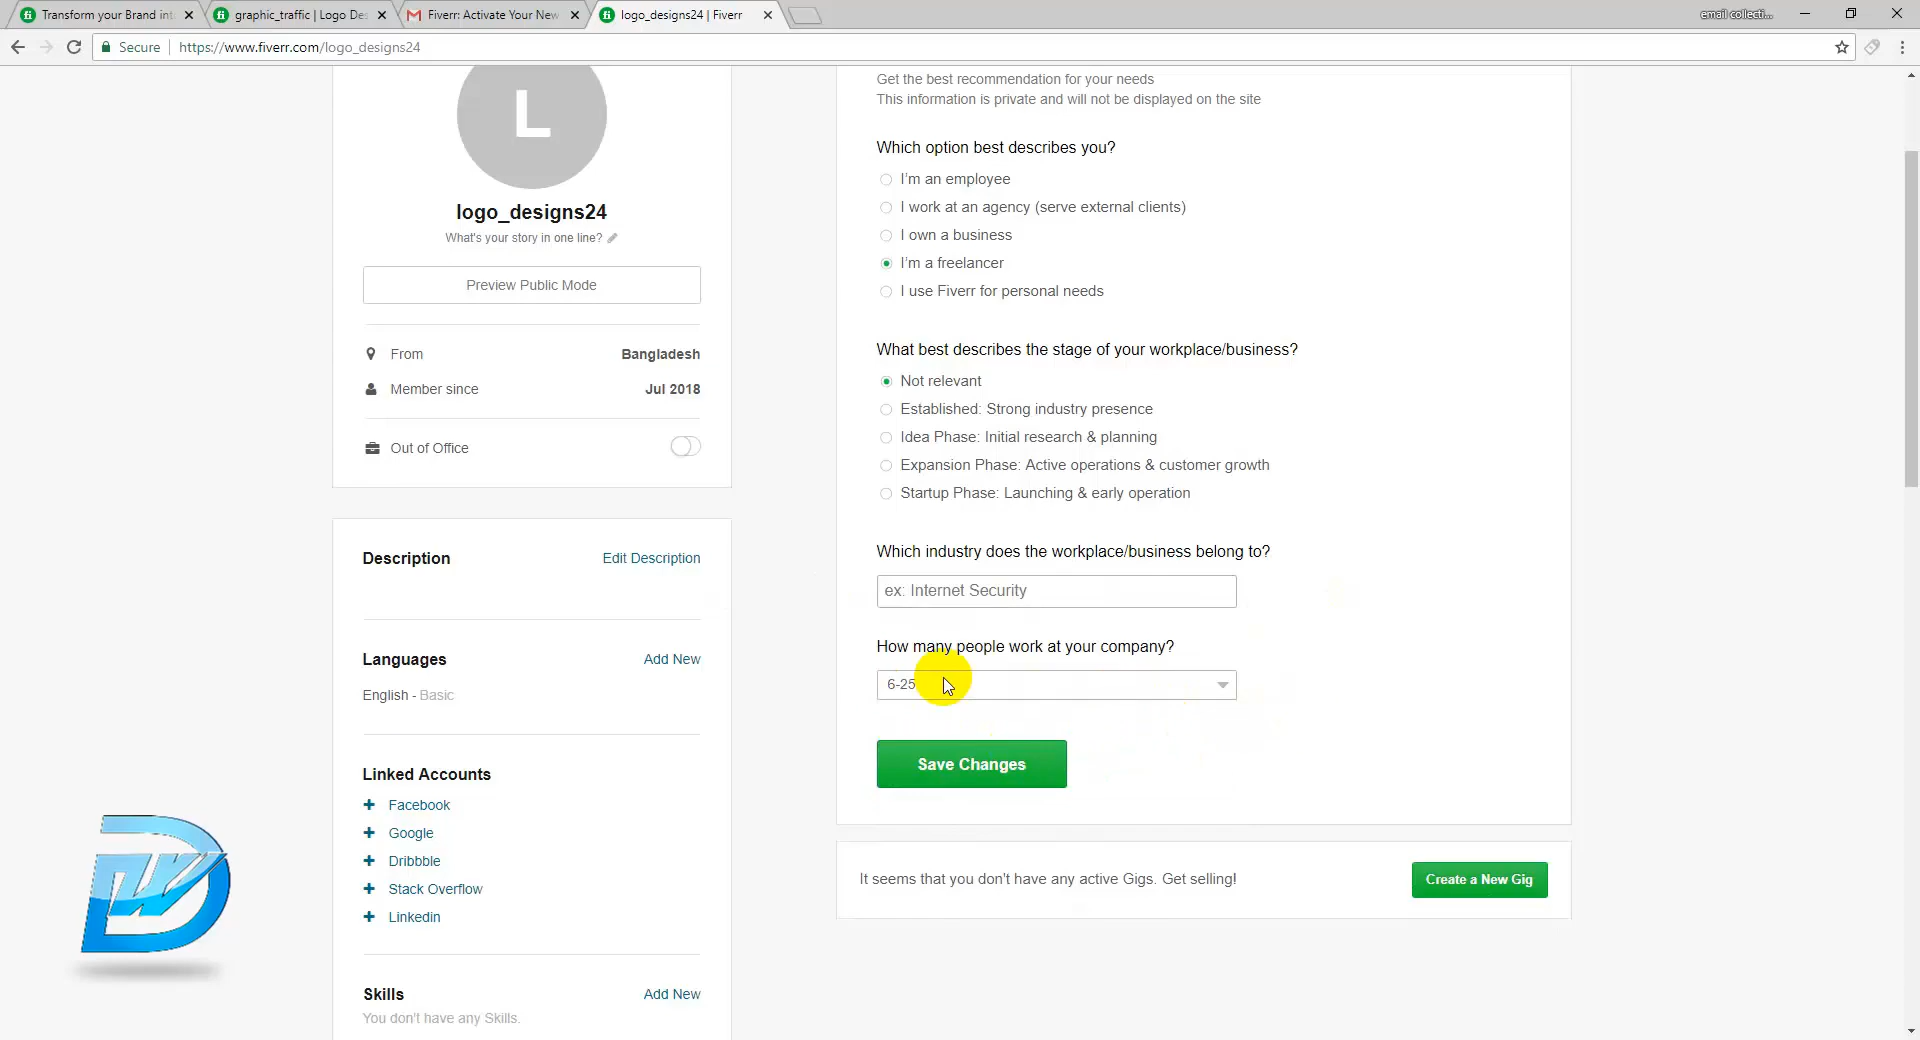 Transform your Brand int
graphic_traffic | Logo Des
Fiverr: Activate Your New
logo_designs24 | Fiverr
email collecti...
Secure
https://www.fiverr.com/logo_designs24
L
logo_designs24
What's your story in one line?
Preview Public Mode
From Bangladesh
Member since Jul 2018
Out of Office
Description Edit Description
Languages Add New
English - Basic
Linked Accounts
Facebook
Google
Dribbble
Stack Overflow
Linkedin
Skills Add New
You don't have any Skills.
Get the best recommendation for your needs
This information is private and will not be displayed on the site
Which option best describes you?
I'm an employee
I work at an agency (serve external clients)
I own a business
I'm a freelancer
I use Fiverr for personal needs
What best describes the stage of your workplace/business?
Not relevant
Established: Strong industry presence
Idea Phase: Initial research & planning
Expansion Phase: Active operations & customer growth
Startup Phase: Launching & early operation
Which industry does the workplace/business belong to?
ex: Internet Security
How many people work at your company?
6-25
Save Changes
It seems that you don't have any active Gigs. Get selling!
Create a New Gig